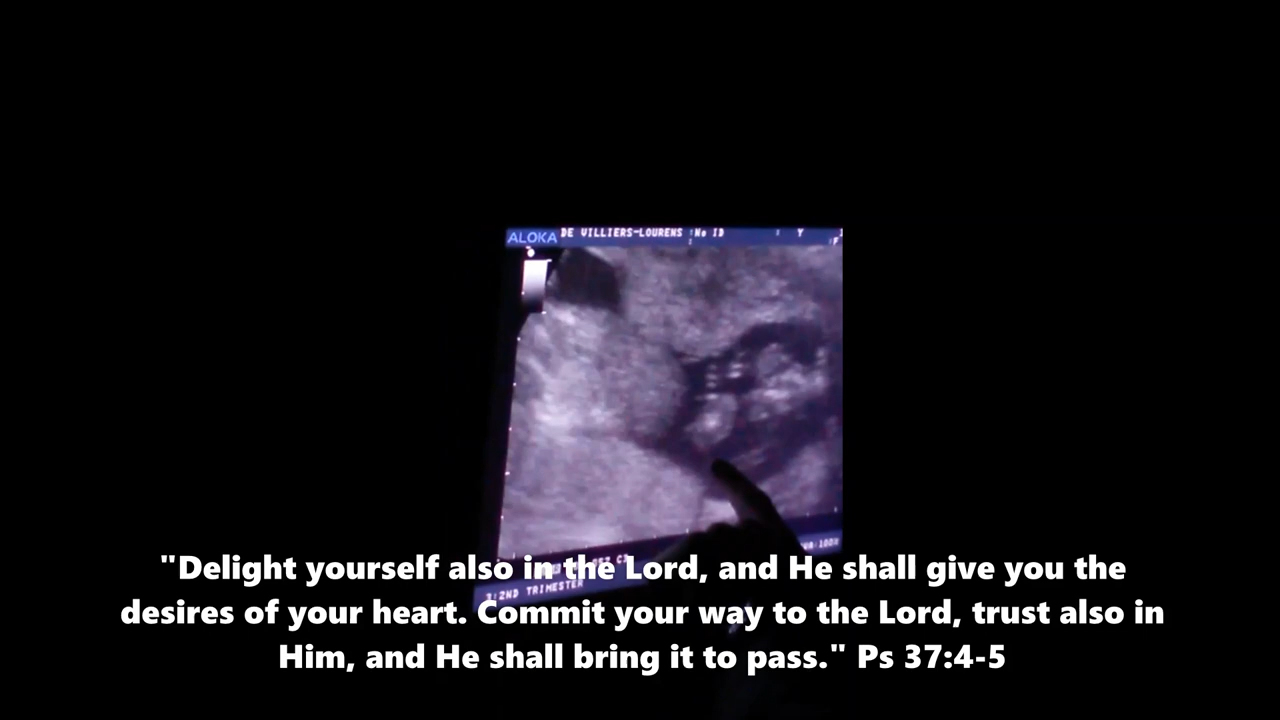 ALOKA DE VILLIERS-LOURENS :No ID : Y
2ND TRIMESTER
"Delight yourself also in the Lord, and He shall give you the
desires of your heart. Commit your way to the Lord, trust also in
Him, and He shall bring it to pass." Ps 37:4-5